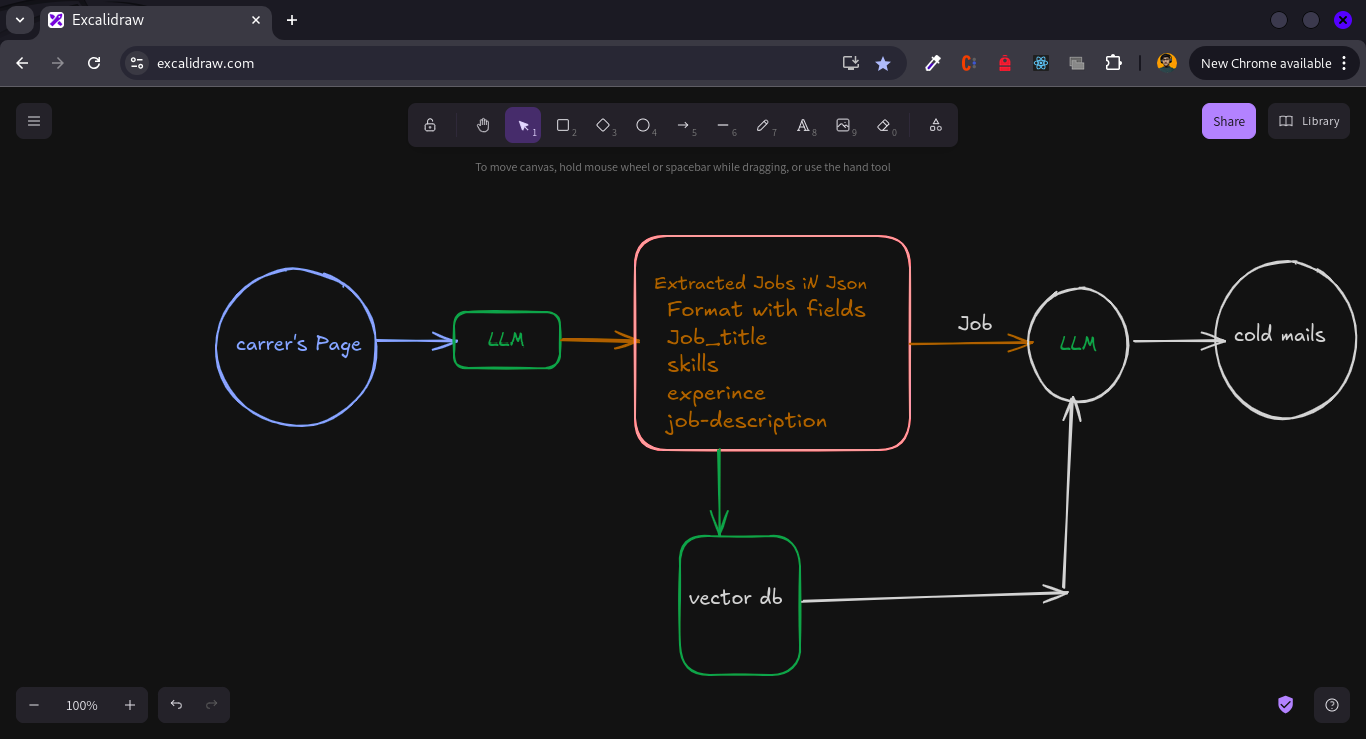 Excalidraw
excalidraw.com
New Chrome available
1
2
3
4
5
6
7
8
9
0
Share
Library
To move canvas, hold mouse wheel or spacebar while dragging, or use the hand tool
carrer's Page
LLM
Extracted Jobs iN Json
Format with fields
Job_title
skills
experince
job-description
Job
LLM
cold mails
vector db
100%